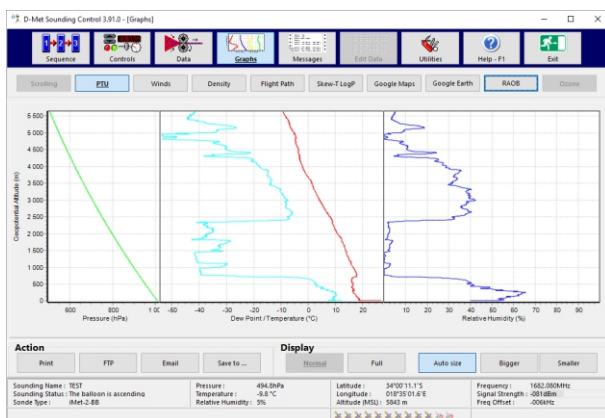 D-Met Sounding Control 3.91.0 - [Graphs]
Sequence Controls Data Graphs Messages Edit Data Utilities Help - F1 Exit
Scrolling PTU Winds Density Flight Path Skew-T LogP Google Maps Google Earth RAOB Ozone
Geopotential Altitude (m)
5 500
5 000
4 500
4 000
3 500
3 000
2 500
2 000
1 500
1 000
500
0
600 800 1 00 -50 -40 -30 -20 -10 0 10 20 30 10 20 30 40 50 60 70 80 90
Pressure (hPa) Dew Point / Temperature (°C) Relative Humidity (%)
Action Display
Print FTP Email Save to ... Normal Full Auto size Bigger Smaller
Sounding Name : TEST Pressure : 494.8hPa Latitude : 34°00'11.1'S Frequency : 1682.080MHz
Sounding Status : The balloon is ascending Temperature : -9.8 °C Longitude : 018°35'01.6'E Signal Strength : -081dBm
Sonde Type : iMet-2-BB Relative Humidity : 5% Altitude (MSL) : 5843 m Freq Offset : -006kHz